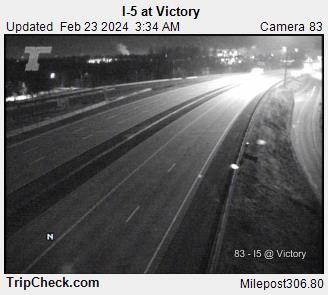 I-5 at Victory
Updated Feb 23 2024 3:34 AM Camera 83
T
N
83 - I5 @ Victory
TripCheck.com Milepost306.80